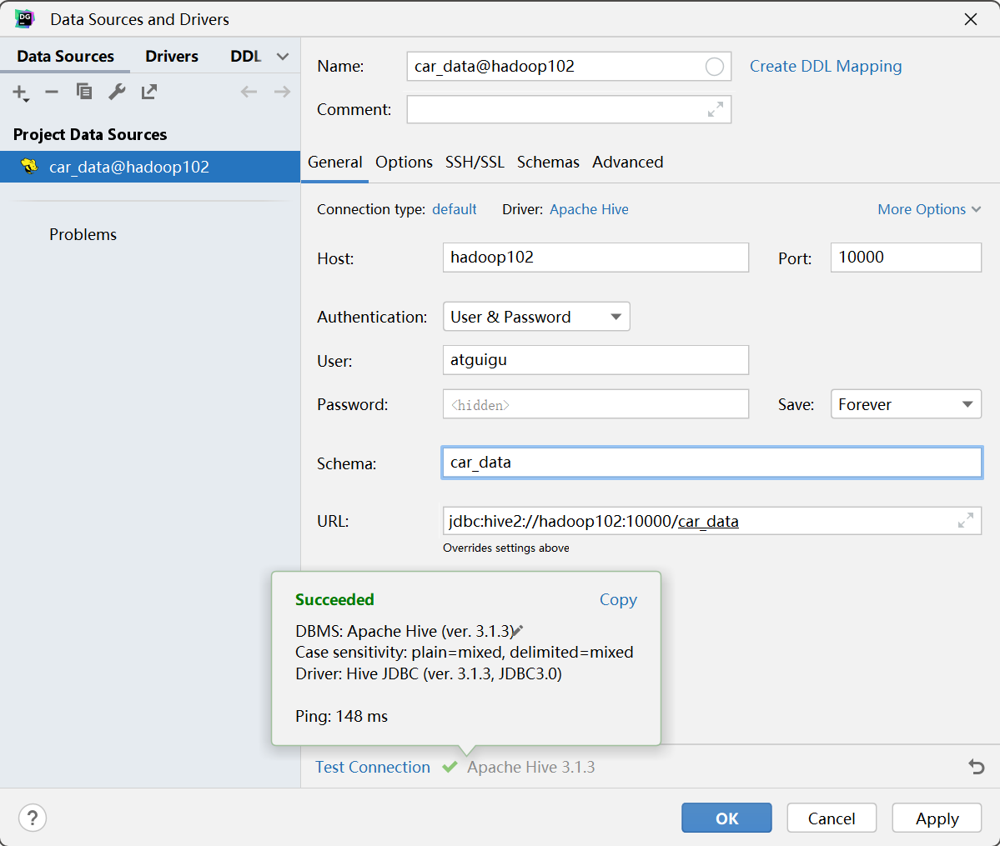 DG
Data Sources and Drivers
Data Sources Drivers DDL
Project Data Sources
car_data@hadoop102
Problems
Name: car_data@hadoop102 Create DDL Mapping
Comment:
General Options SSH/SSL Schemas Advanced
Connection type: default Driver: Apache Hive More Options
Host: hadoop102 Port: 10000
Authentication: User & Password
User: atguigu
Password: <hidden> Save: Forever
Schema: car_data
URL: jdbc:hive2://hadoop102:10000/car_data
Overrides settings above
Succeeded Copy
DBMS: Apache Hive (ver. 3.1.3)
Case sensitivity: plain=mixed, delimited=mixed
Driver: Hive JDBC (ver. 3.1.3, JDBC3.0)
Ping: 148 ms
Test Connection Apache Hive 3.1.3
? OK Cancel Apply